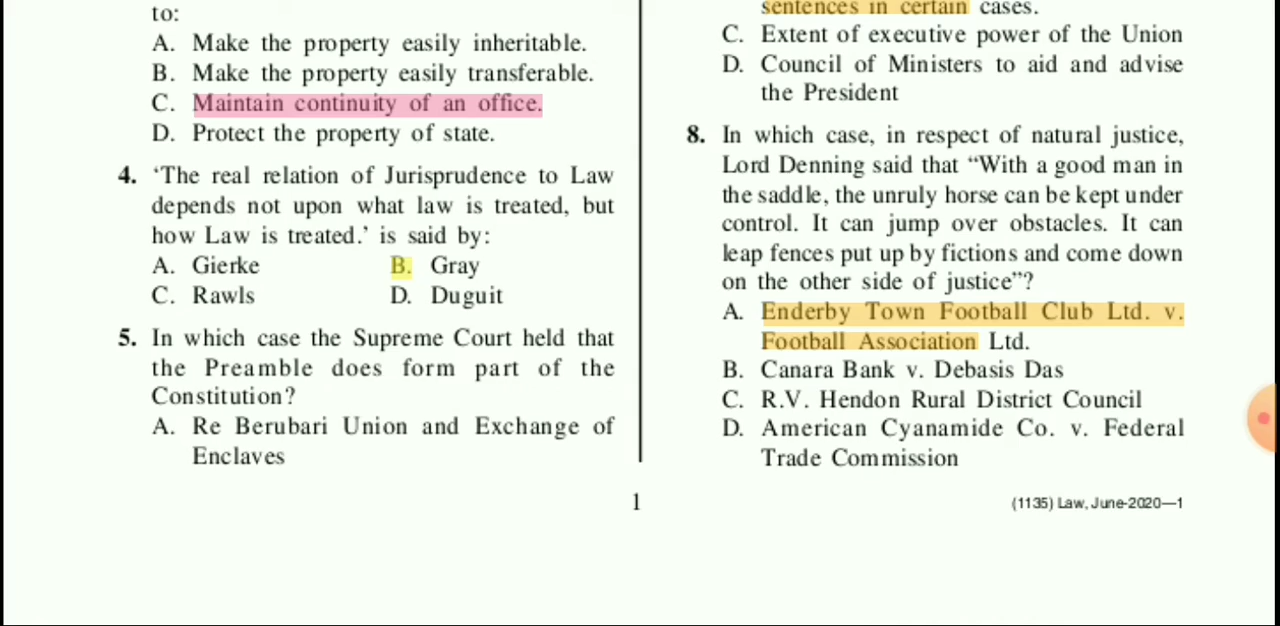 to:
A. Make the property easily inheritable.
B. Make the property easily transferable.
C. Maintain continuity of an office.
D. Protect the property of state.
4. ‘The real relation of Jurisprudence to Law
depends not upon what law is treated, but
how Law is treated.’ is said by:
A. Gierke B. Gray
C. Rawls D. Duguit
5. In which case the Supreme Court held that
the Preamble does form part of the
Constitution?
A. Re Berubari Union and Exchange of
Enclaves
sentences in certain cases.
C. Extent of executive power of the Union
D. Council of Ministers to aid and advise
the President
8. In which case, in respect of natural justice,
Lord Denning said that “With a good man in
the saddle, the unruly horse can be kept under
control. It can jump over obstacles. It can
leap fences put up by fictions and come down
on the other side of justice”?
A. Enderby Town Football Club Ltd. v.
Football Association Ltd.
B. Canara Bank v. Debasis Das
C. R.V. Hendon Rural District Council
D. American Cyanamide Co. v. Federal
Trade Commission
1
(1135) Law, June-2020—1